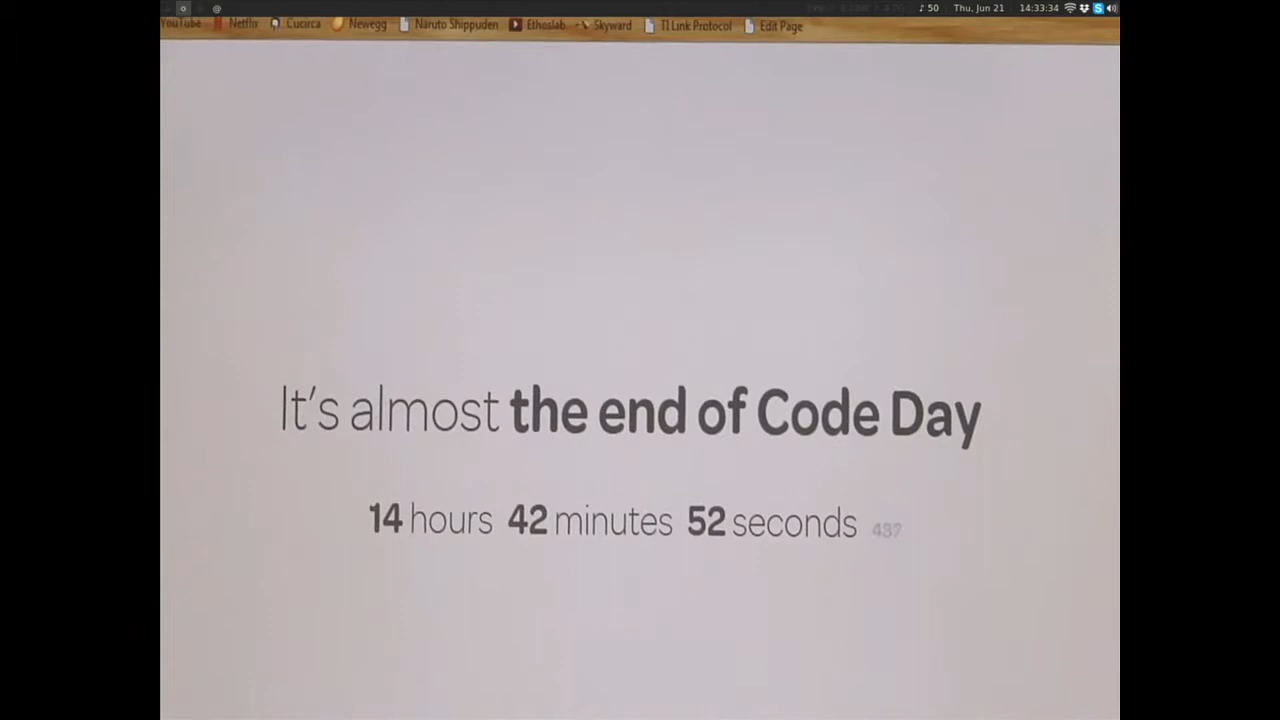 @ ♪ 50 Thu, Jun 21 14:33:34
YouTube Netflix Cucirca Newegg Naruto Shippuden Ethoslab Skyward TI Link Protocol Edit Page
It's almost the end of Code Day
14 hours 42 minutes 52 seconds